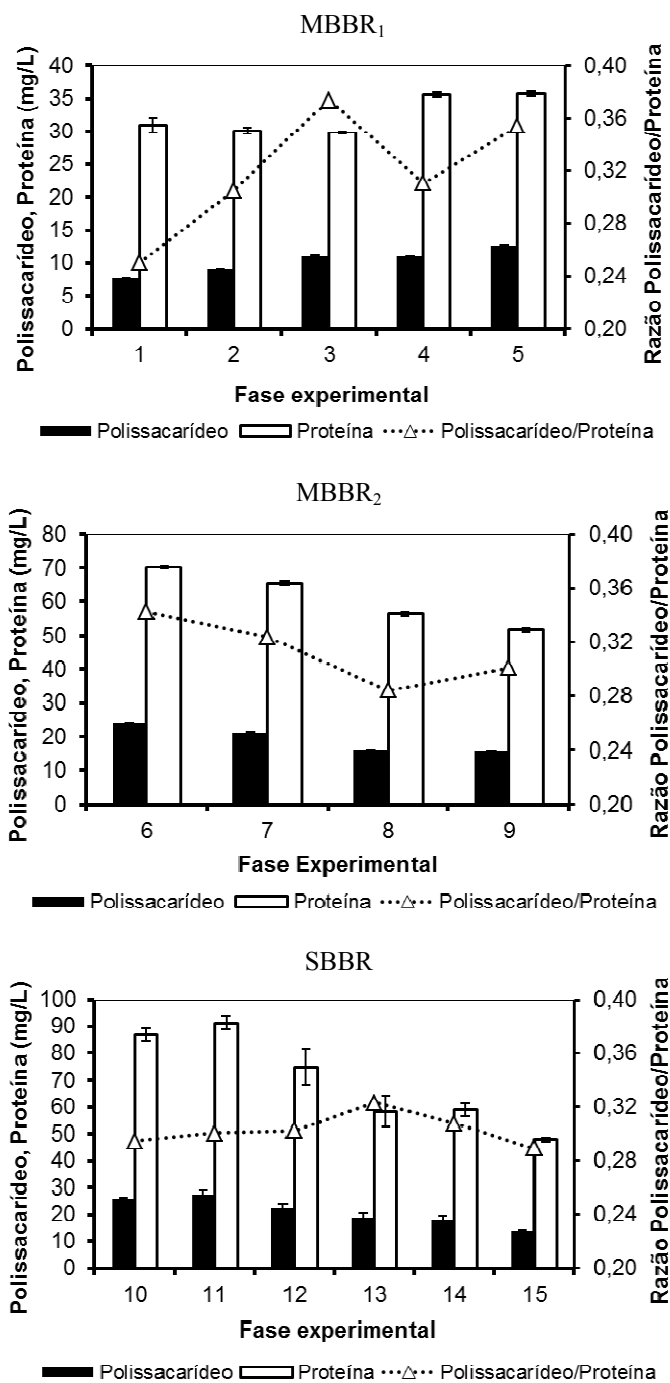 MBBR₁
Polissacarídeo, Proteína (mg/L)
40
35
30
25
20
15
10
5
0
0,40
0,36
0,32
0,28
0,24
0,20
Razão Polissacarídeo/Proteína
1 2 3 4 5
Fase experimental
Polissacarídeo Proteína Polissacarídeo/Proteína
MBBR₂
Polissacarídeo, Proteína (mg/L)
80
70
60
50
40
30
20
10
0
0,40
0,36
0,32
0,28
0,24
0,20
Razão Polissacarídeo/Proteína
6 7 8 9
Fase Experimental
Polissacarídeo Proteína Polissacarídeo/Proteína
SBBR
Polissacarídeo, Proteína (mg/L)
100
90
80
70
60
50
40
30
20
10
0
0,40
0,36
0,32
0,28
0,24
0,20
Razão Polissacarídeo/Proteína
10 11 12 13 14 15
Fase experimental
Polissacarídeo Proteína Polissacarídeo/Proteína